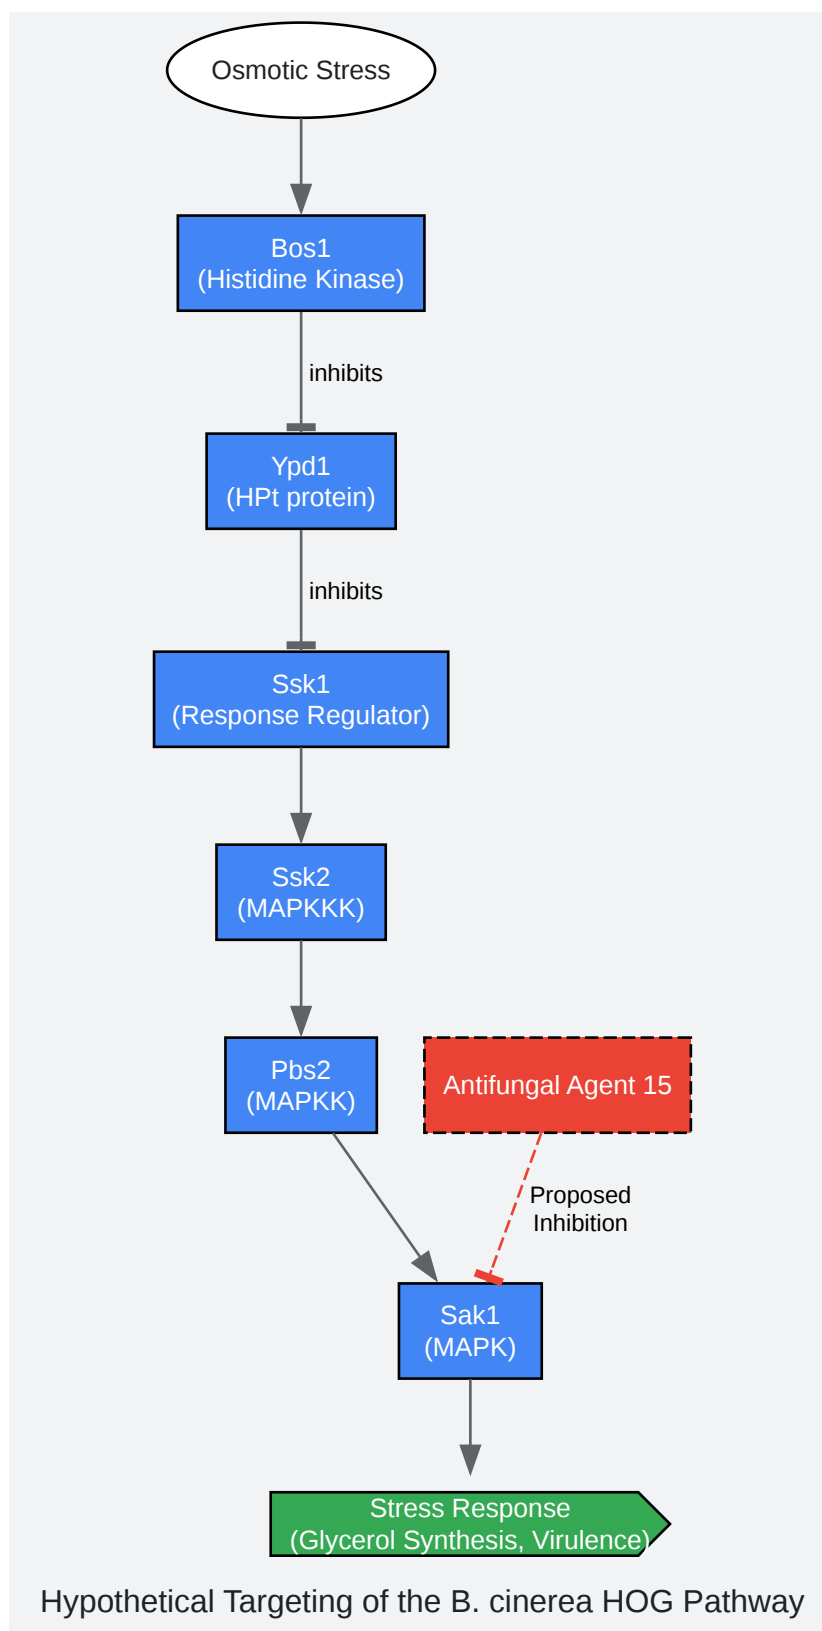 Osmotic Stress
Bos1
(Histidine Kinase)
inhibits
Ypd1
(HPt protein)
inhibits
Ssk1
(Response Regulator)
Ssk2
(MAPKKK)
Pbs2
(MAPKK)
Antifungal Agent 15
Proposed
Inhibition
Sak1
(MAPK)
Stress Response
(Glycerol Synthesis, Virulence)
Hypothetical Targeting of the B. cinerea HOG Pathway